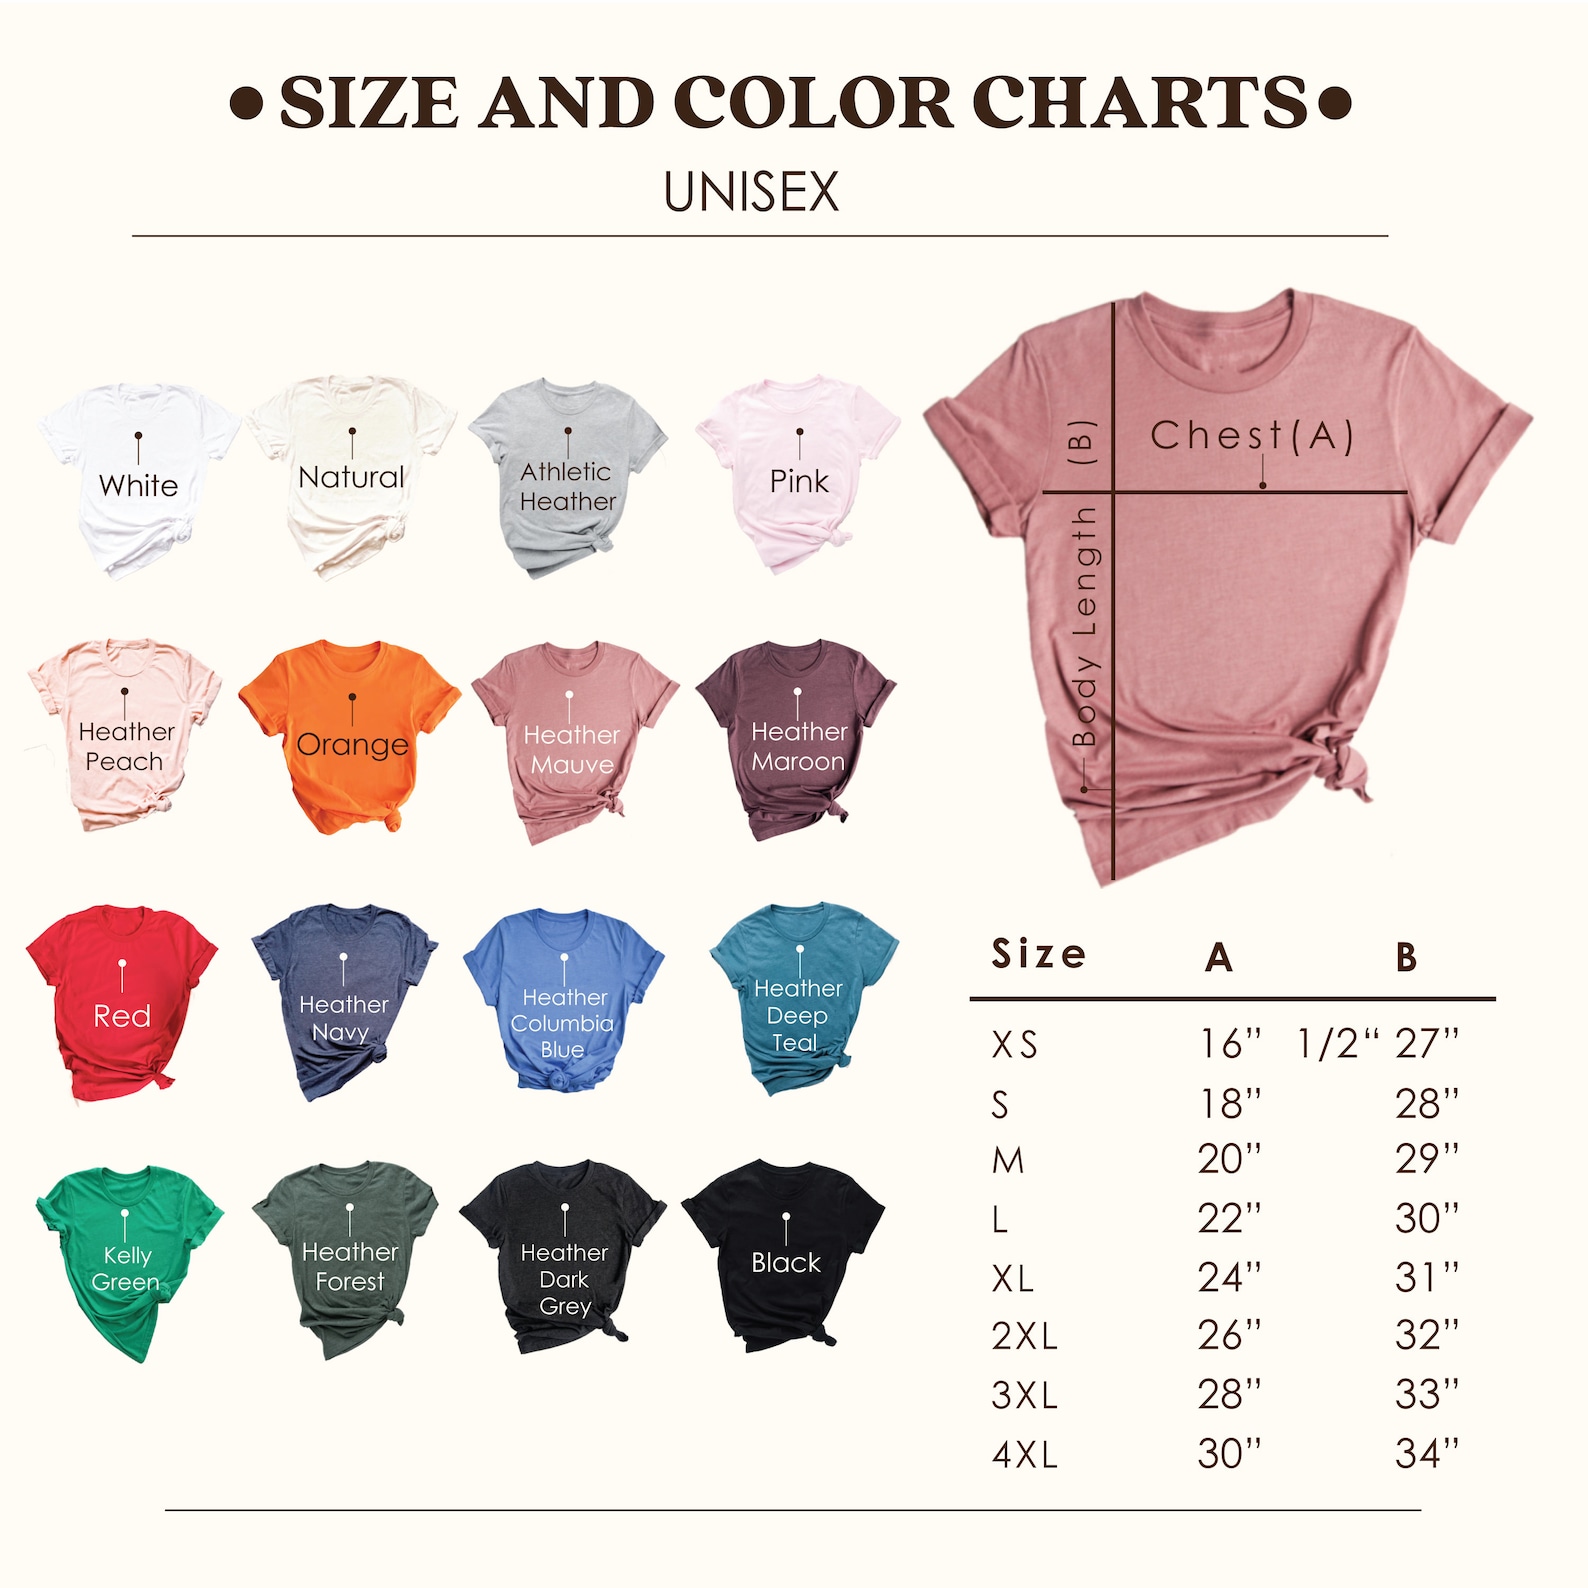 •SIZE AND COLOR CHARTS•
UNISEX
White
Natural
Athletic
Heather
Pink
Heather
Peach
Orange
Heather
Mauve
Heather
Maroon
Red
Heather
Navy
Heather
Columbia
Blue
Heather
Deep
Teal
Kelly
Green
Heather
Forest
Heather
Dark
Grey
Black
Chest(A)
Body Length (B)
Size A B
XS 16” 1/2“ 27”
S 18” 28”
M 20” 29”
L 22” 30”
XL 24” 31”
2XL 26” 32”
3XL 28” 33”
4XL 30” 34”